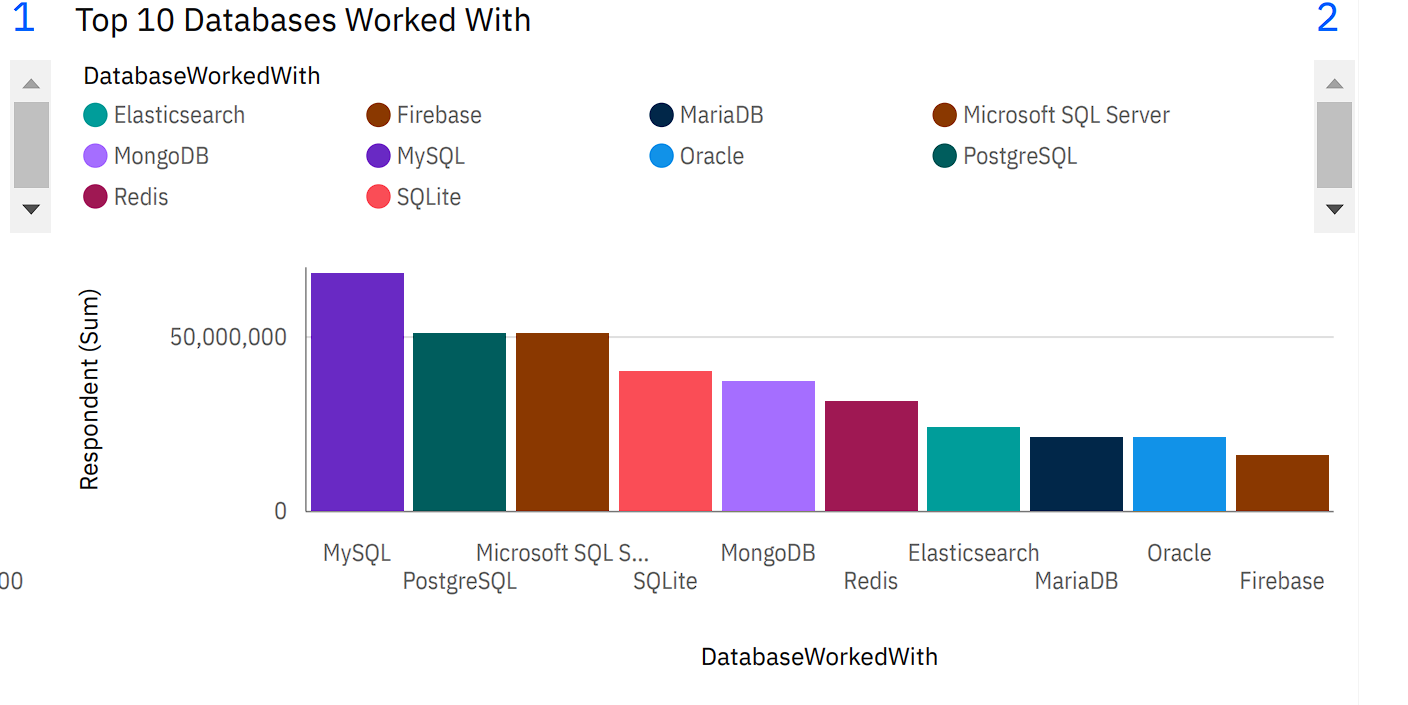 1 Top 10 Databases Worked With 2
DatabaseWorkedWith
Elasticsearch Firebase MariaDB Microsoft SQL Server
MongoDB MySQL Oracle PostgreSQL
Redis SQLite
Respondent (Sum)
50,000,000
0
MySQL Microsoft SQL S... MongoDB Elasticsearch Oracle
00 PostgreSQL SQLite Redis MariaDB Firebase
DatabaseWorkedWith